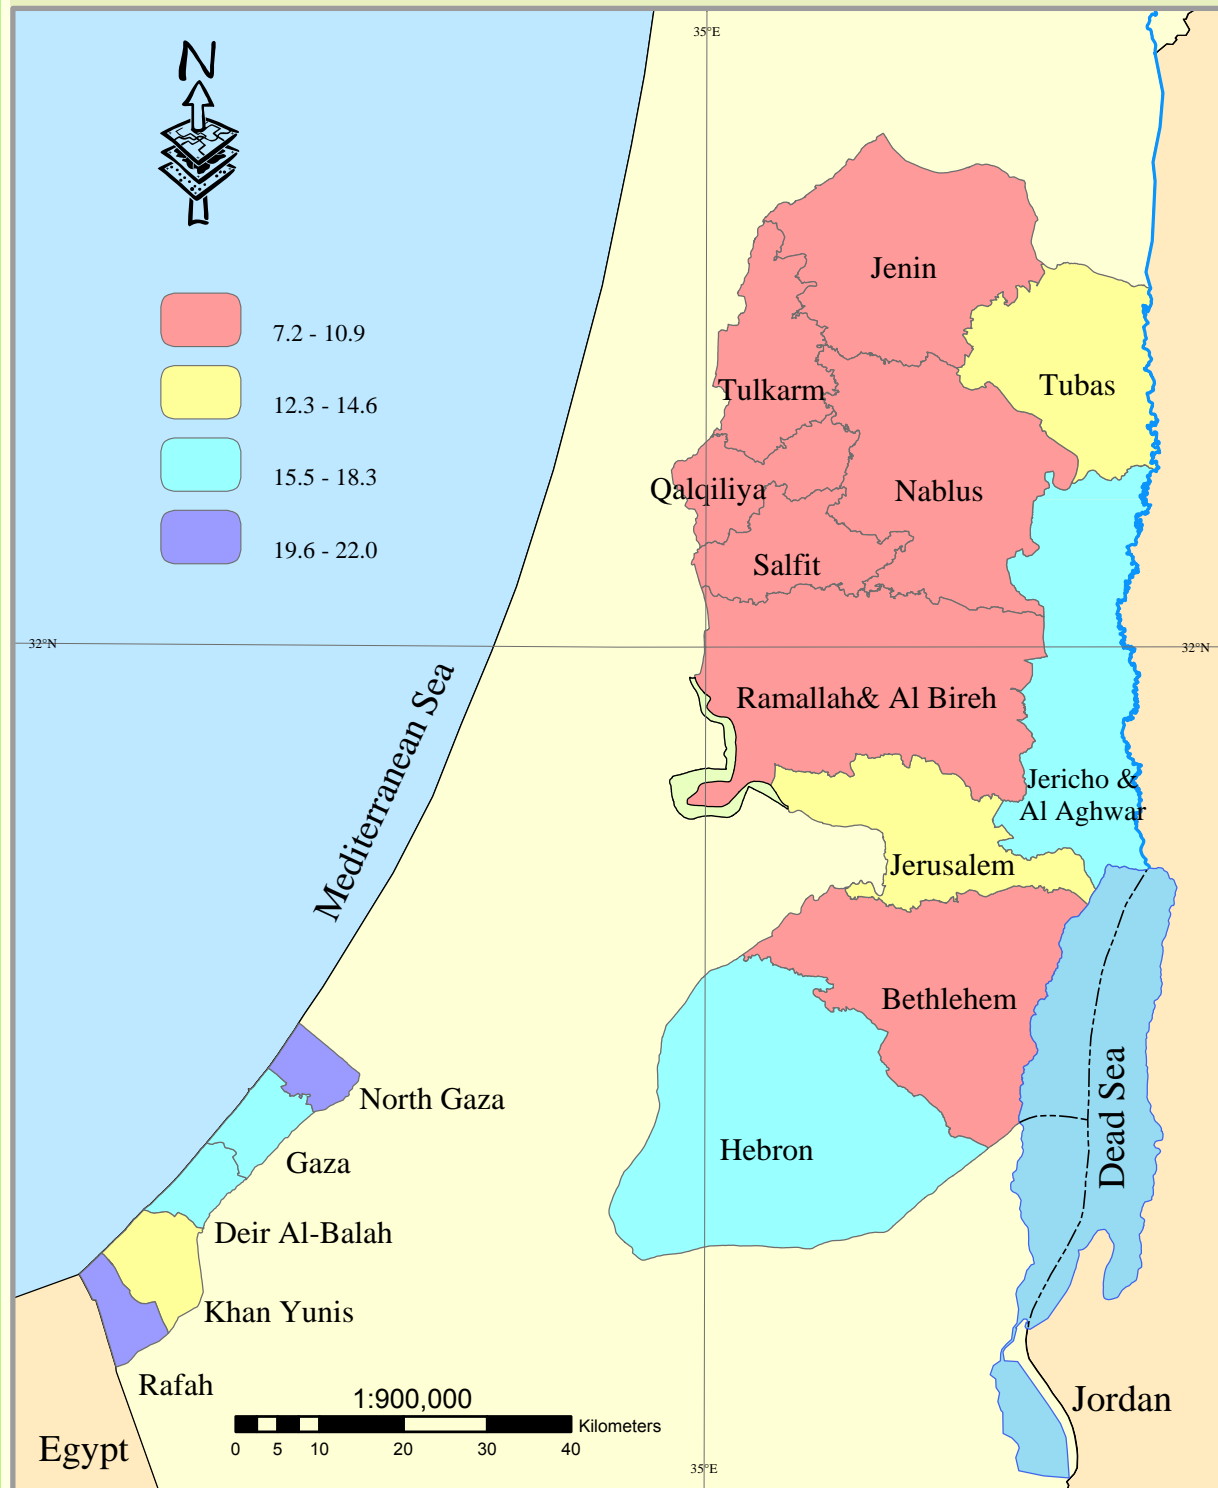 35°E
N
7.2 - 10.9
12.3 - 14.6
15.5 - 18.3
19.6 - 22.0
Jenin
Tubas
Tulkarm
Qalqiliya
Nablus
Salfit
32°N
32°N
Mediterranean Sea
Ramallah& Al Bireh
Jericho &
Al Aghwar
Jerusalem
Bethlehem
Dead Sea
North Gaza
Hebron
Gaza
Deir Al-Balah
Khan Yunis
Rafah
1:900,000
Kilometers
0 5 10 20 30 40
Jordan
Egypt
35°E